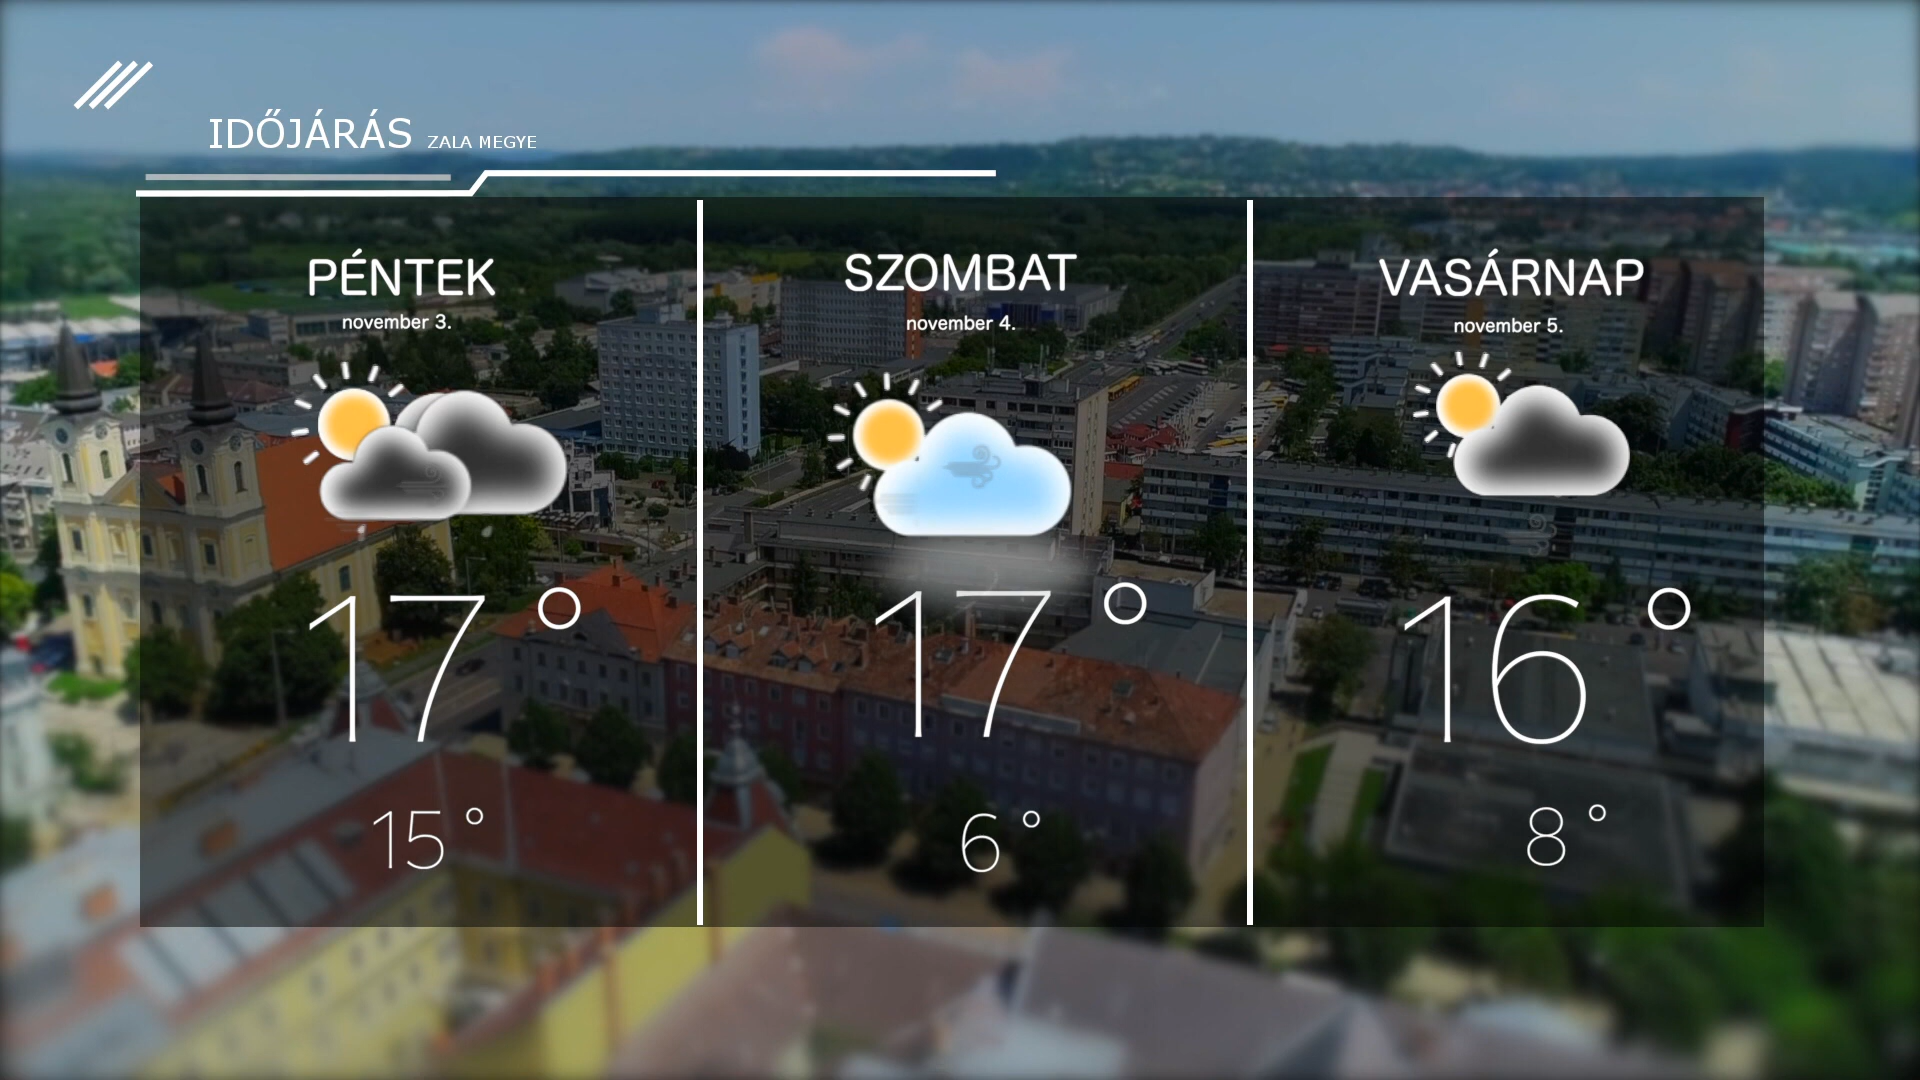 IDŐJÁRÁS ZALA MEGYE
PÉNTEK
november 3.
17°
15°
SZOMBAT
november 4.
17°
6°
VASÁRNAP
november 5.
16°
8°